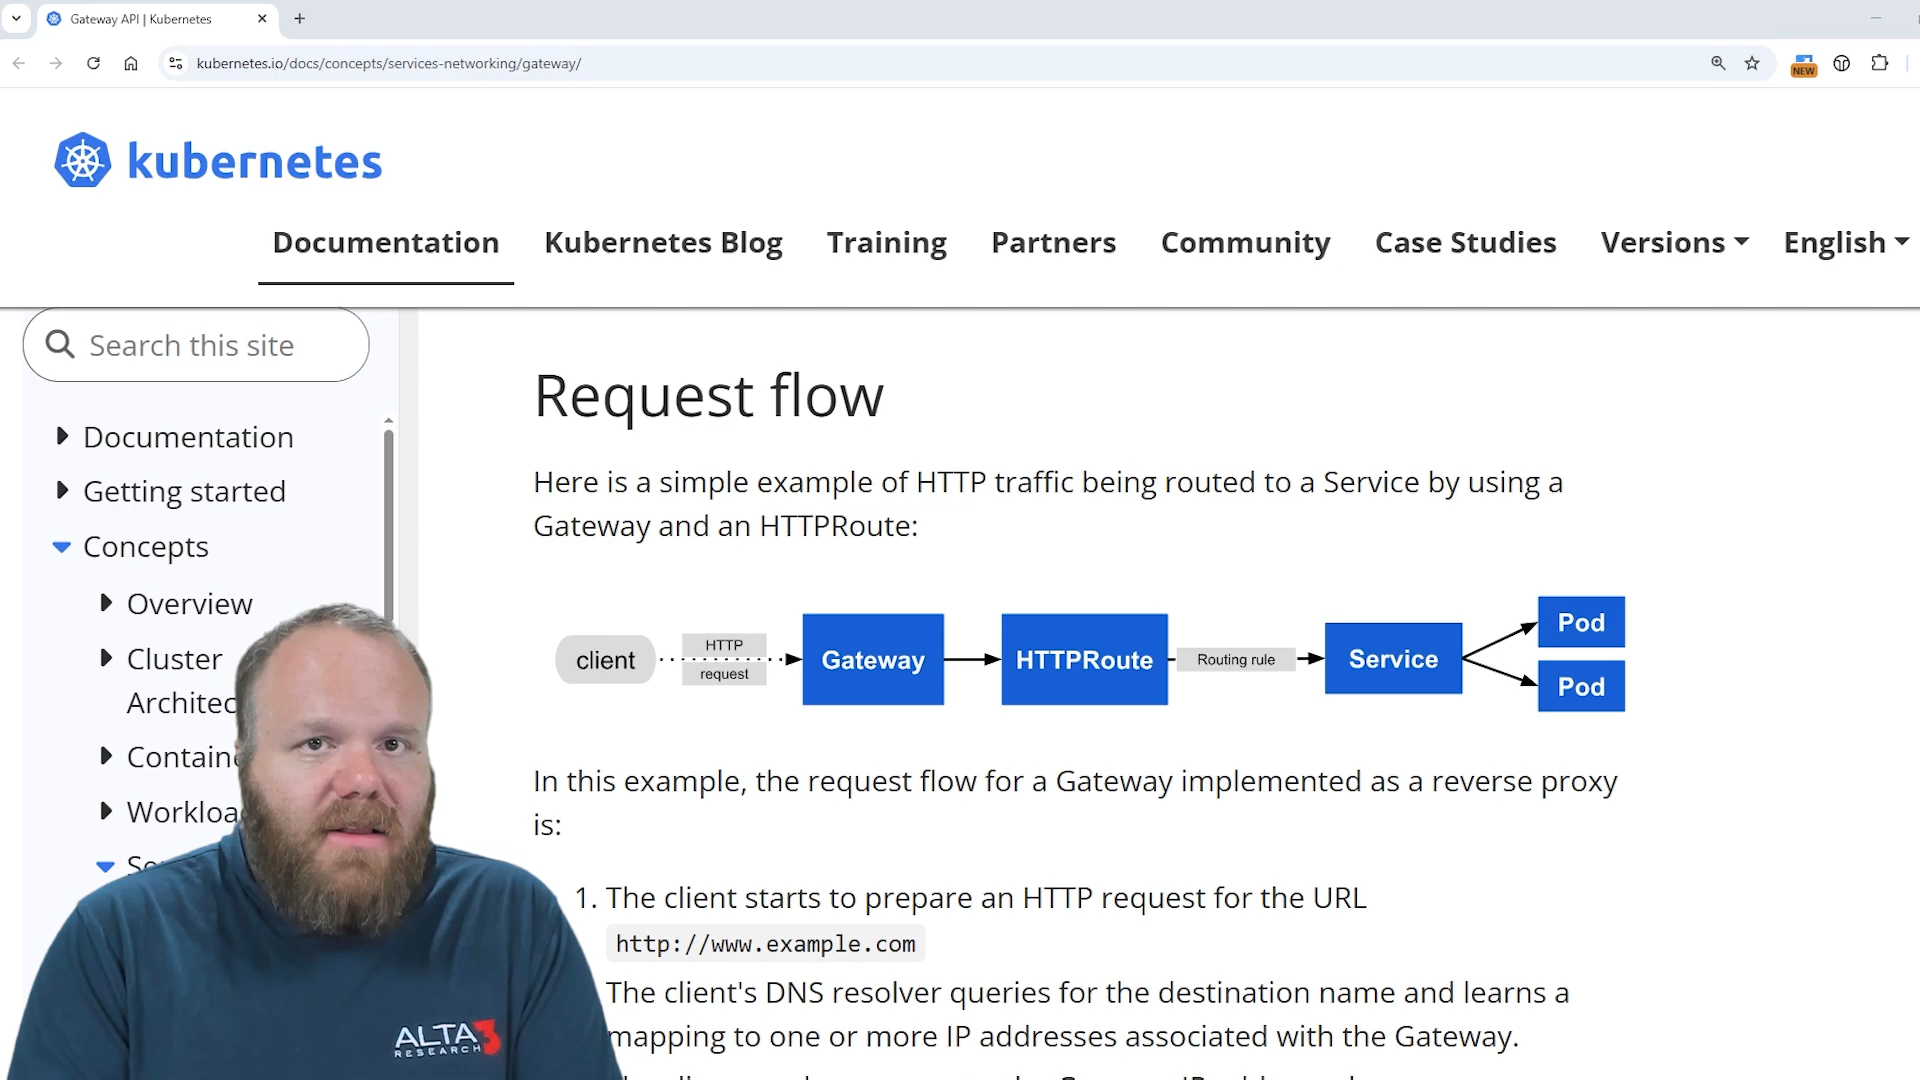 Gateway API | Kubernetes
kubernetes.io/docs/concepts/services-networking/gateway/
NEW
kubernetes
Documentation
Kubernetes Blog
Training
Partners
Community
Case Studies
Versions
English
Search this site
Documentation
Getting started
Concepts
Overview
Cluster
Workload
Request flow
Here is a simple example of HTTP traffic being routed to a Service by using a
Gateway and an HTTPRoute:
client
HTTP
request
Gateway
HTTPRoute
Routing rule
Service
Pod
Pod
In this example, the request flow for a Gateway implemented as a reverse proxy
is:
1. The client starts to prepare an HTTP request for the URL
http://www.example.com
The client's DNS resolver queries for the destination name and learns a
mapping to one or more IP addresses associated with the Gateway.
ALTA3
RESEARCH